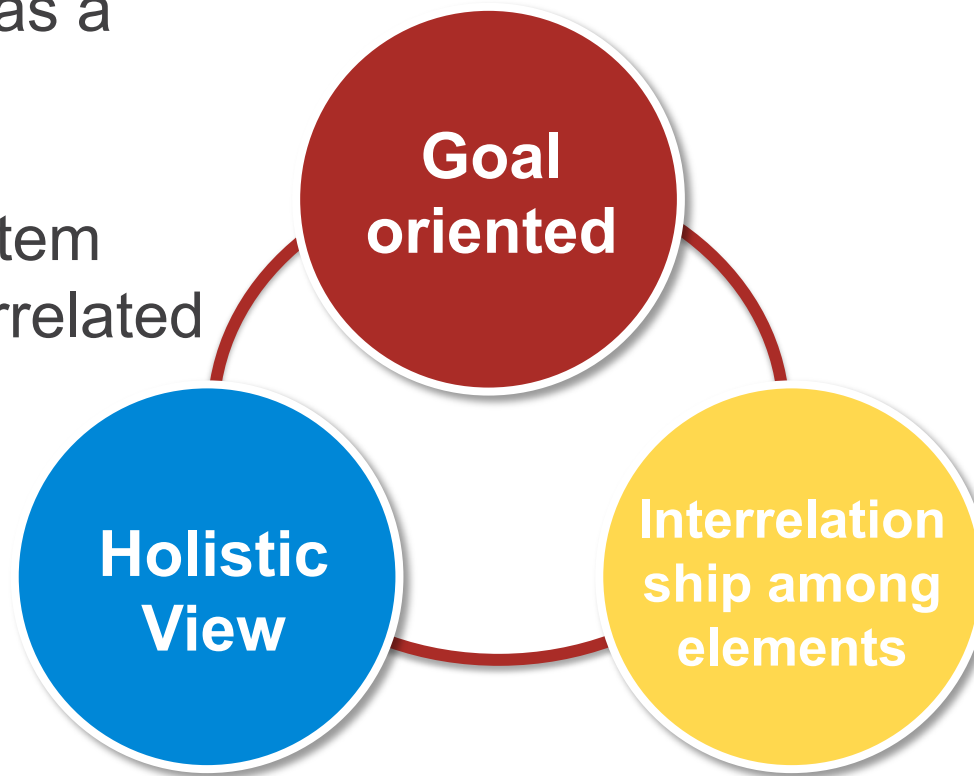 as a
Goal
oriented
tem
rrelated
Holistic
View
Interrelation
ship among
elements